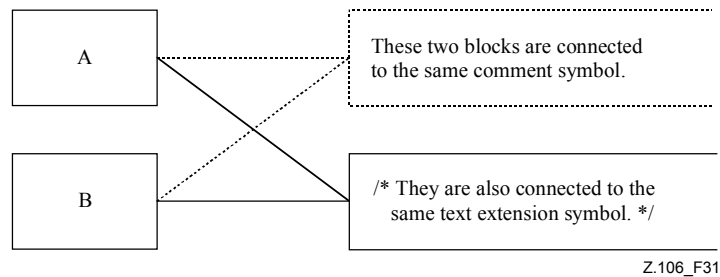 A
These two blocks are connected
to the same comment symbol.
B
/* They are also connected to the
same text extension symbol. */
Z.106_F31